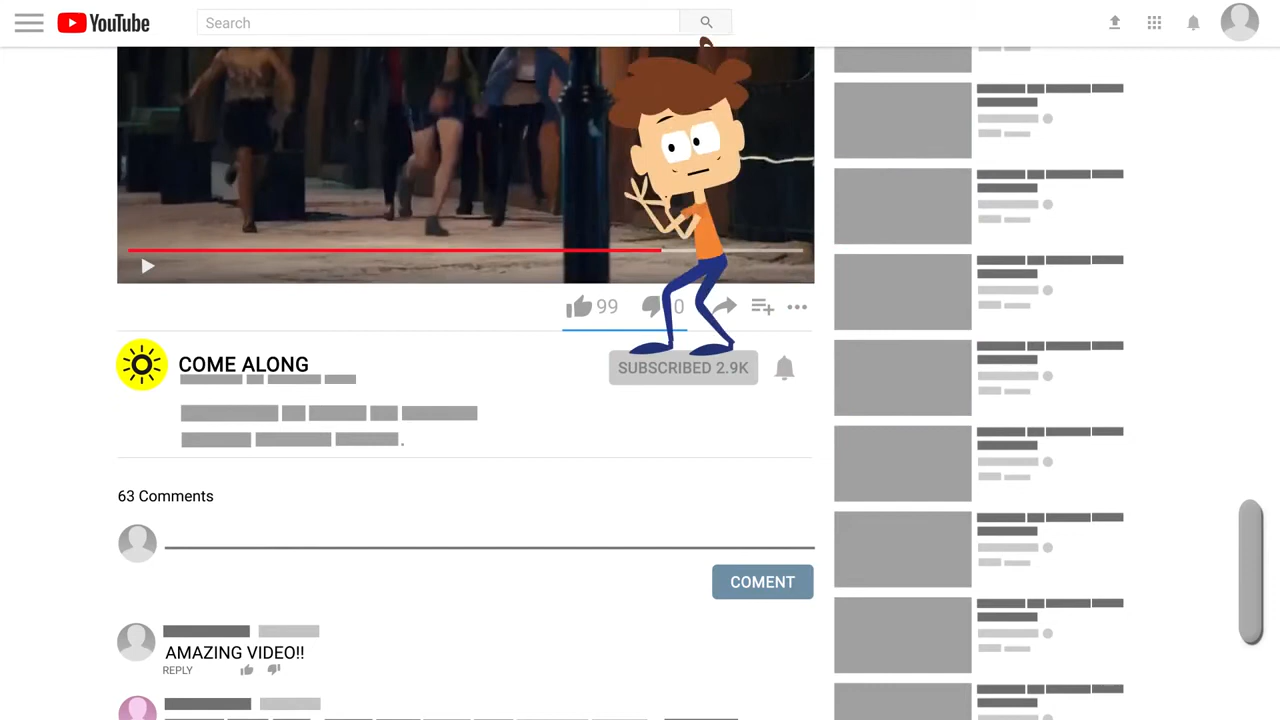 YouTube
Search
99
0
COME ALONG
SUBSCRIBED 2.9K
63 Comments
COMENT
AMAZING VIDEO!!
REPLY